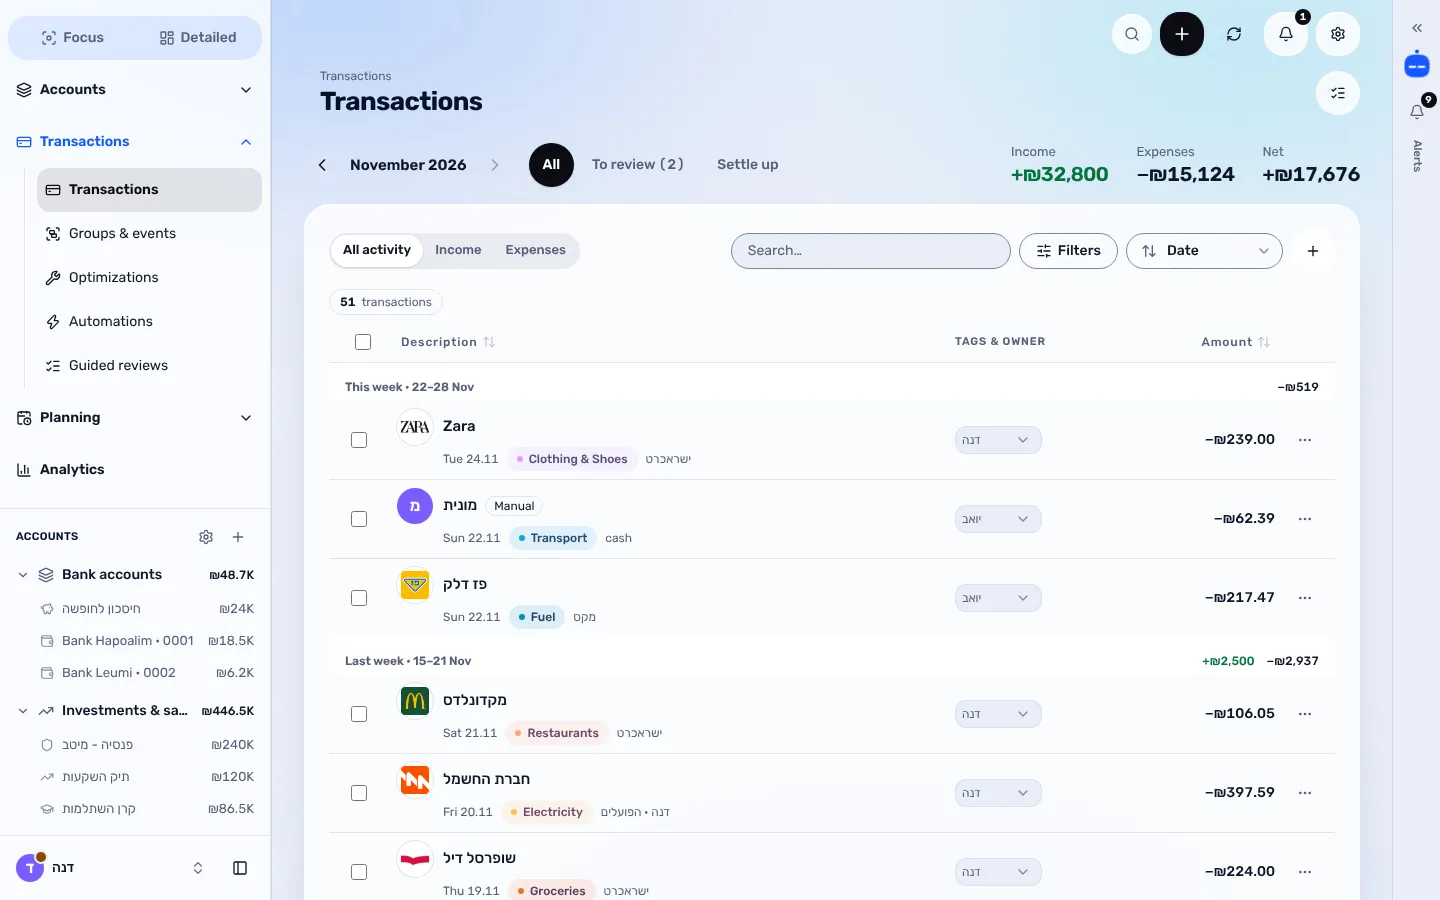 Focus
Detailed
Accounts
Transactions
Transactions
Groups & events
Optimizations
Automations
Guided reviews
Planning
Analytics
ACCOUNTS
Bank accounts ₪48.7K
חיסכון לחופשה ₪24K
Bank Hapoalim • 0001 ₪18.5K
Bank Leumi • 0002 ₪6.2K
Investments & sa... ₪446.5K
פנסיה - מיטב ₪240K
תיק השקעות ₪120K
קרן השתלמות ₪86.5K
ד דנה
1
Transactions
Transactions
November 2026
All
To review (2)
Settle up
Income
+₪32,800
Expenses
−₪15,124
Net
+₪17,676
All activity
Income
Expenses
Search...
Filters
Date
51 transactions
Description
TAGS & OWNER
Amount
This week • 22–28 Nov −₪519
ZARA
Zara
דנה
−₪239.00
Tue 24.11 Clothing & Shoes ישראכרט
מ
מונית Manual
יואב
−₪62.39
Sun 22.11 Transport cash
פז
פז דלק
יואב
−₪217.47
Sun 22.11 Fuel מקס
Last week • 15–21 Nov +₪2,500 −₪2,937
מקדונלדס
דנה
−₪106.05
Sat 21.11 Restaurants ישראכרט
חברת החשמל
דנה
−₪397.59
Fri 20.11 Electricity דנה • הפועלים
שופרסל דיל
דנה
−₪224.00
Thu 19.11 Groceries ישראכרט
9
Alerts